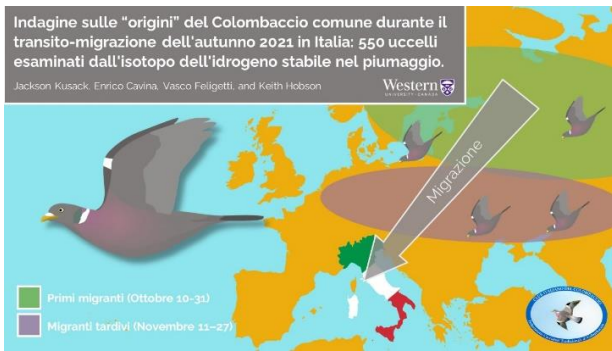 Indagine sulle “origini” del Colombaccio comune durante il
transito-migrazione dell'autunno 2021 in Italia: 550 uccelli
esaminati dall'isotopo dell'idrogeno stabile nel piumaggio.
Jackson Kusack, Enrico Cavina, Vasco Feligetti, and Keith Hobson
Western
UNIVERSITY · CANADA
Migrazione
Primi migranti (Ottobre 10-31)
Migranti tardivi (Novembre 11–27)